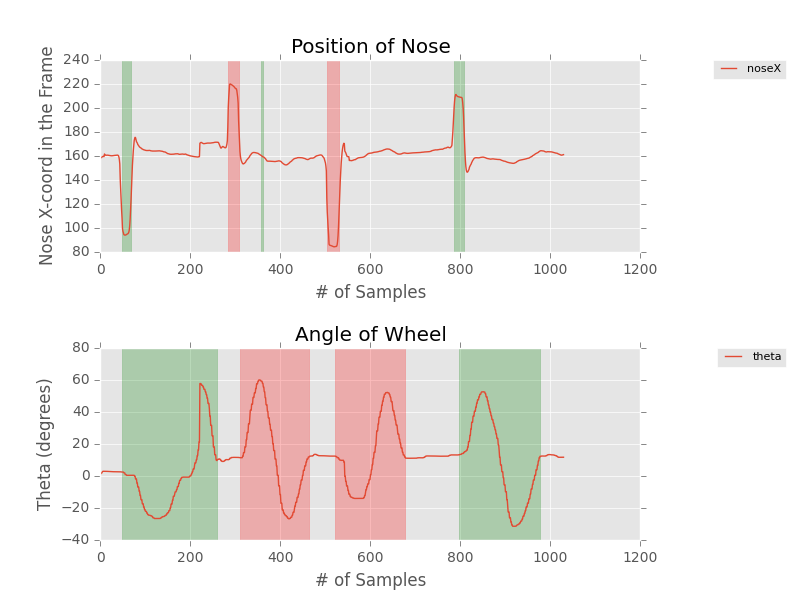 Position of Nose
Nose X-coord in the Frame
240
220
200
180
160
140
120
100
80
0 200 400 600 800 1000 1200
# of Samples
noseX
Angle of Wheel
Theta (degrees)
80
60
40
20
0
−20
−40
0 200 400 600 800 1000 1200
# of Samples
theta